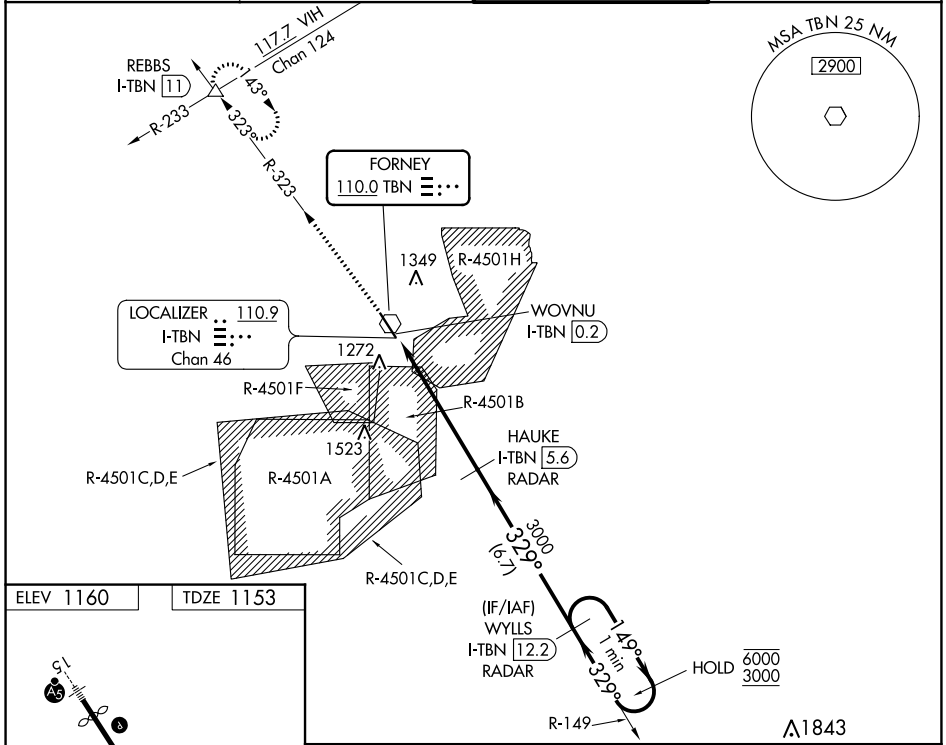 117.7 VIH
Chan 124
REBBS
I-TBN 11
43°
R-233
323°
R-323
MSA TBN 25 NM
2900
FORNEY
110.0 TBN
1349
R-4501H
LOCALIZER 110.9
I-TBN
Chan 46
WOVNU
I-TBN 0.2
1272
R-4501F
R-4501B
1523
R-4501C,D,E
R-4501A
HAUKE
I-TBN 5.6
RADAR
R-4501C,D,E
3000
329°
(6.7)
(IF/IAF)
WYLLS
I-TBN 12.2
RADAR
149°
1 min
329°
HOLD 6000
3000
R-149
1843
ELEV 1160
TDZE 1153
15
A5